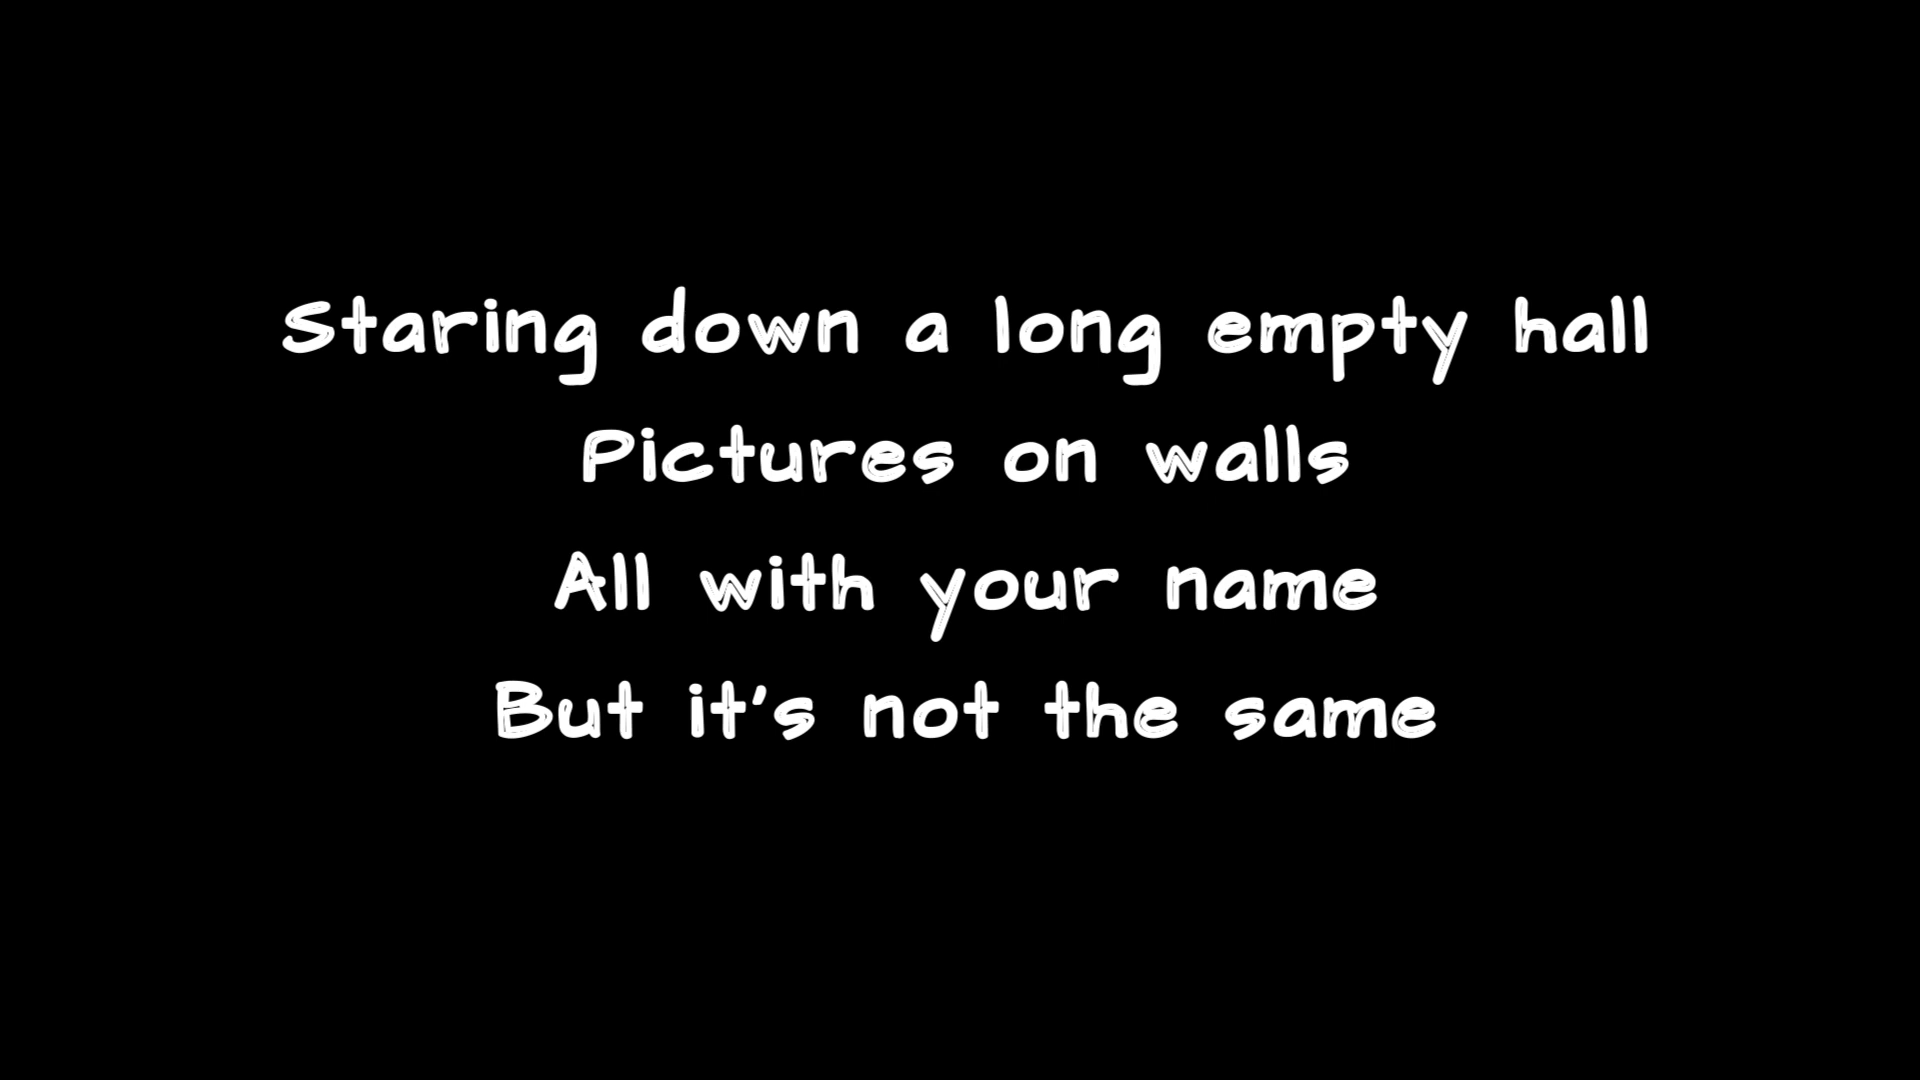 Staring down a long empty hall
Pictures on walls
All with your name
But it's not the same